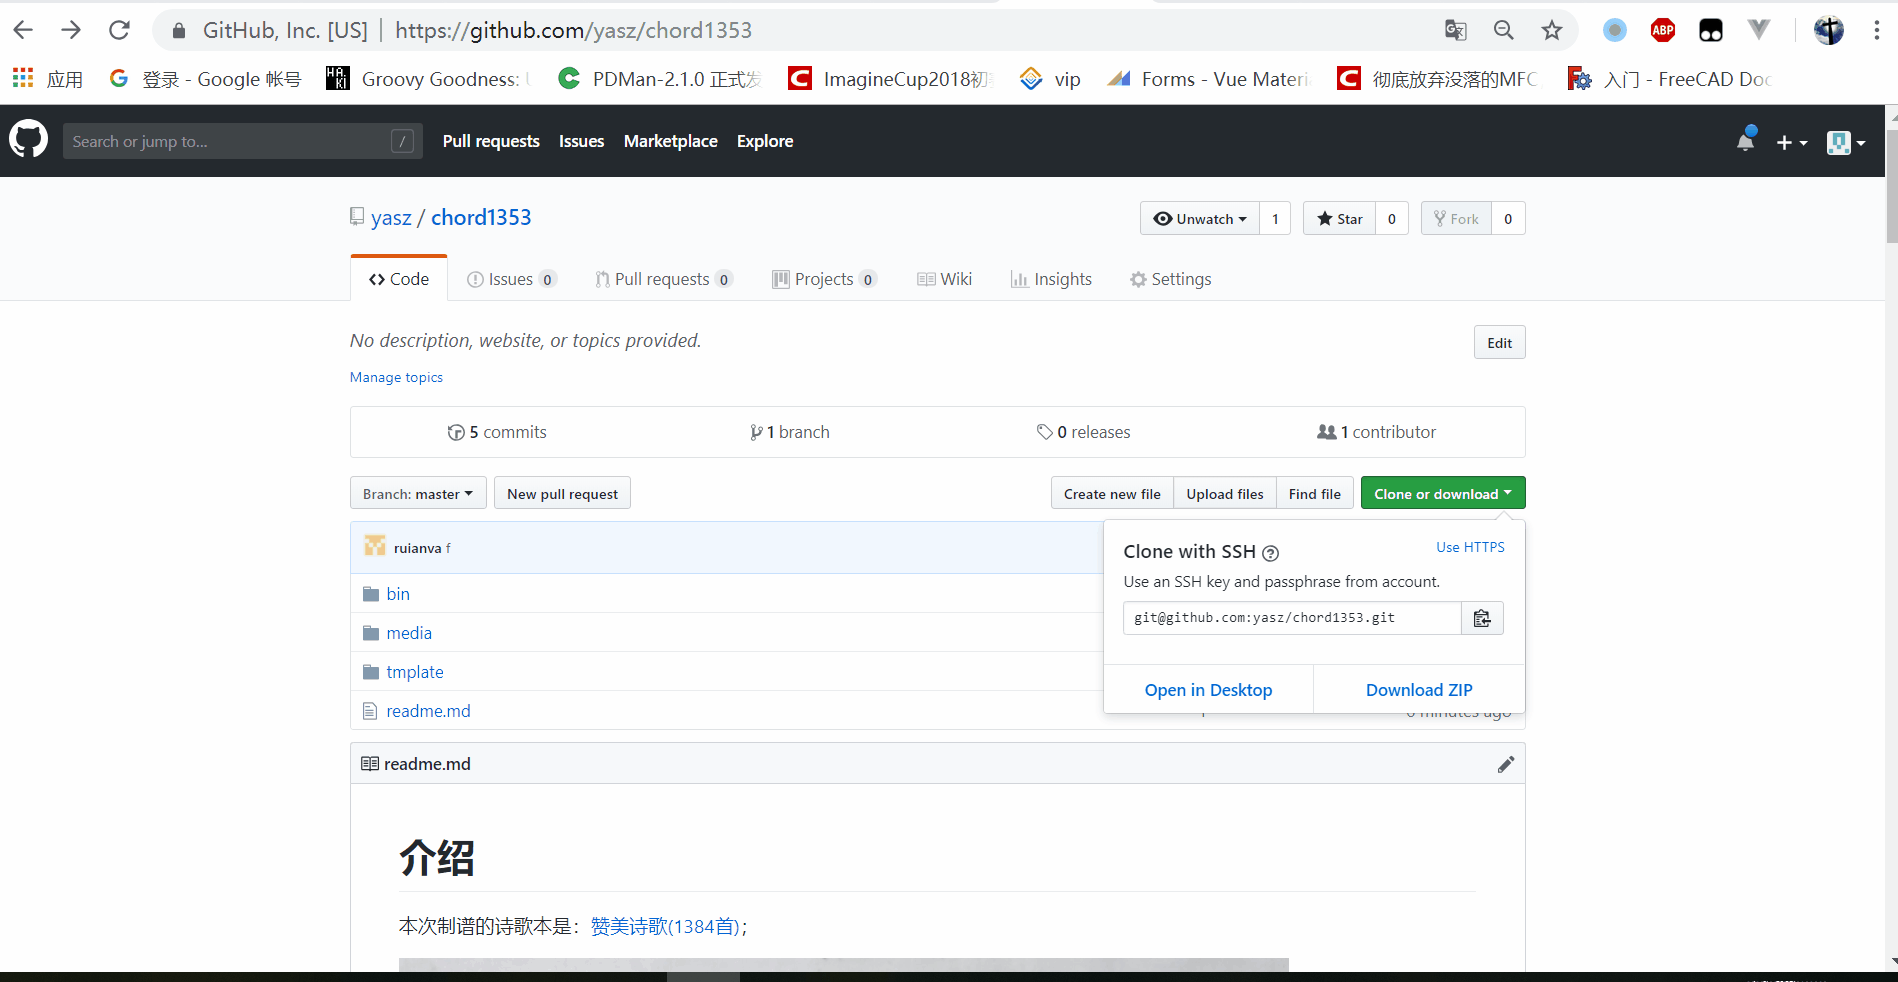 GitHub, Inc. [US] | https://github.com/yasz/chord1353
ABP
应用 登录 - Google 帐号 HA KI Groovy Goodness: PDMan-2.1.0 正式发 ImagineCup2018初 vip Forms - Vue Materi 彻底放弃没落的MFC 入门 - FreeCAD Doc
Search or jump to... / Pull requests Issues Marketplace Explore
yasz / chord1353 Unwatch 1 Star 0 Fork 0
Code Issues 0 Pull requests 0 Projects 0 Wiki Insights Settings
No description, website, or topics provided. Edit
Manage topics
5 commits 1 branch 0 releases 1 contributor
Branch: master New pull request Create new file Upload files Find file Clone or download
ruianva f
Clone with SSH ? Use HTTPS
Use an SSH key and passphrase from account.
git@github.com:yasz/chord1353.git
Open in Desktop Download ZIP
bin
media
tmplate
readme.md 6 minutes ago
readme.md
介绍
本次制谱的诗歌本是：赞美诗歌(1384首)；